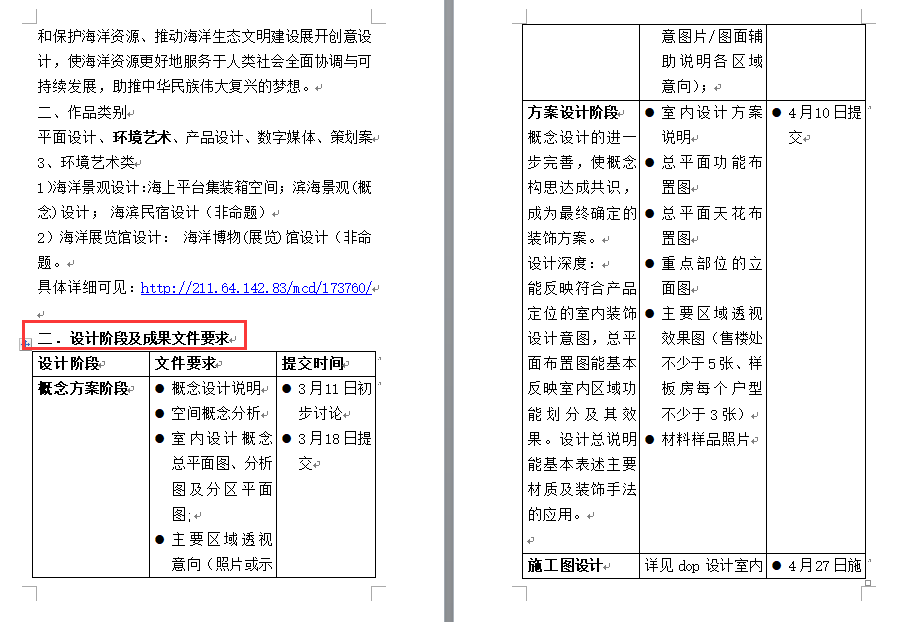 和保护海洋资源、推动海洋生态文明建设展开创意设
计，使海洋资源更好地服务于人类社会全面协调与可
持续发展，助推中华民族伟大复兴的梦想。
二、作品类别
平面设计、环境艺术、产品设计、数字媒体、策划案
3、环境艺术类
1)海洋景观设计:海上平台集装箱空间；滨海景观(概
念)设计； 海滨民宿设计（非命题）
2）海洋展览馆设计： 海洋博物(展览)馆设计（非命
题。
具体详细可见：http://211.64.142.83/mcd/173760/
二．设计阶段及成果文件要求
设计阶段 文件要求 提交时间
概念方案阶段
● 概念设计说明
● 空间概念分析
● 室内设计概念
总平面图、分析
图及分区平面
图;
● 主要区域透视
意向（照片或示
● 3月11日初
步讨论
● 3月18日提
交
意图片/图面辅
助说明各区域
意向）；
方案设计阶段
概念设计的进一
步完善，使概念
构思达成共识，
成为最终确定的
装饰方案。
设计深度：
能反映符合产品
定位的室内装饰
设计意图，总平
面布置图能基本
反映室内区域功
能划分及其效
果。设计总说明
能基本表述主要
材质及装饰手法
的应用。
● 室内设计方案
说明
● 总平面功能布
置图
● 总平面天花布
置图
● 重点部位的立
面图
● 主要区域透视
效果图（售楼处
不少于5张、样
板房每个户型
不少于3张）
● 材料样品照片
● 4月10日提
交
施工图设计 详见dop设计室内 ● 4月27日施